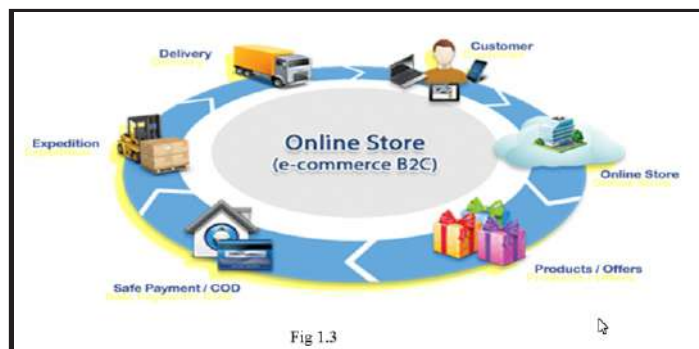 Delivery
Customer
Expedition
Online Store
(e-commerce B2C)
Online Store
Products / Offers
Safe Payment / COD
Fig 1.3